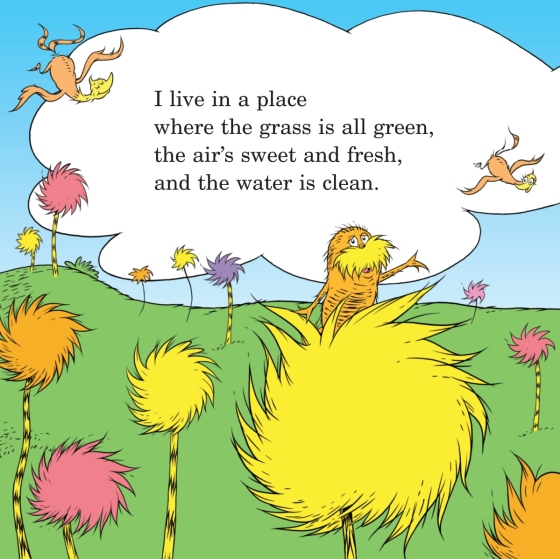 I live in a place
where the grass is all green,
the air’s sweet and fresh,
and the water is clean.